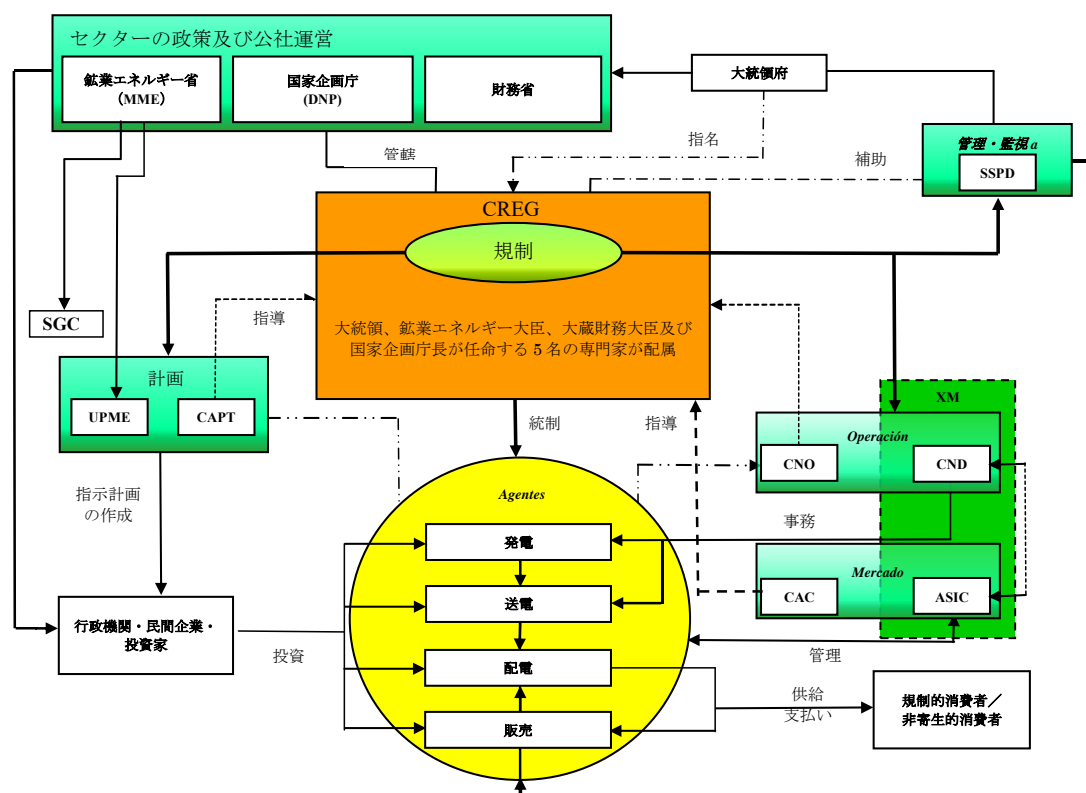 セクターの政策及び公社運営
鉱業エネルギー省
（MME）
国家企画庁
(DNP)
財務省
大統領府
指名
管轄
補助
管理・監視 a
SSPD
CREG
規制
大統領、鉱業エネルギー大臣、大蔵財務大臣及び
国家企画庁長が任命する 5 名の専門家が配属
SGC
指導
計画
UPME
CAPT
統制
指導
XM
Operación
CNO
CND
指示計画
の作成
Agentes
発電
事務
Mercado
CAC
ASIC
送電
行政機関・民間企業・
投資家
投資
配電
管理
販売
供給
支払い
規制的消費者／
非寄生的消費者